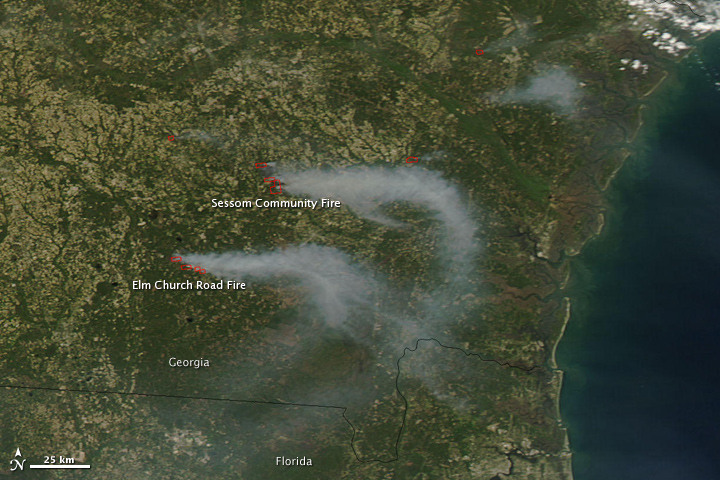 Sessom Community Fire
Elm Church Road Fire
Georgia
Florida
N
25 km